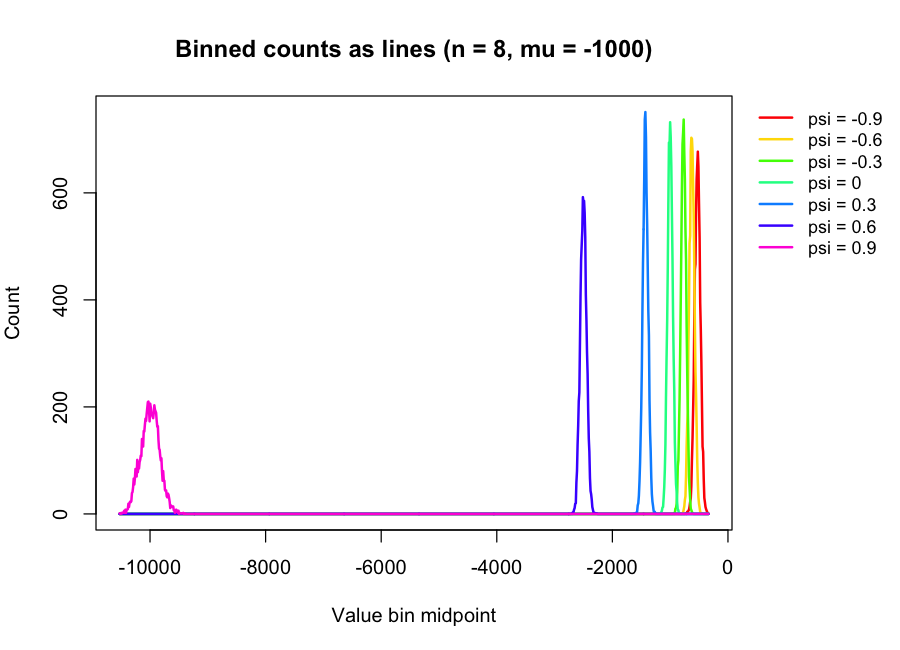 Binned counts as lines (n = 8, mu = -1000)
psi = -0.9
psi = -0.6
psi = -0.3
psi = 0
psi = 0.3
psi = 0.6
psi = 0.9
Count
600
400
200
0
-10000 -8000 -6000 -4000 -2000 0
Value bin midpoint